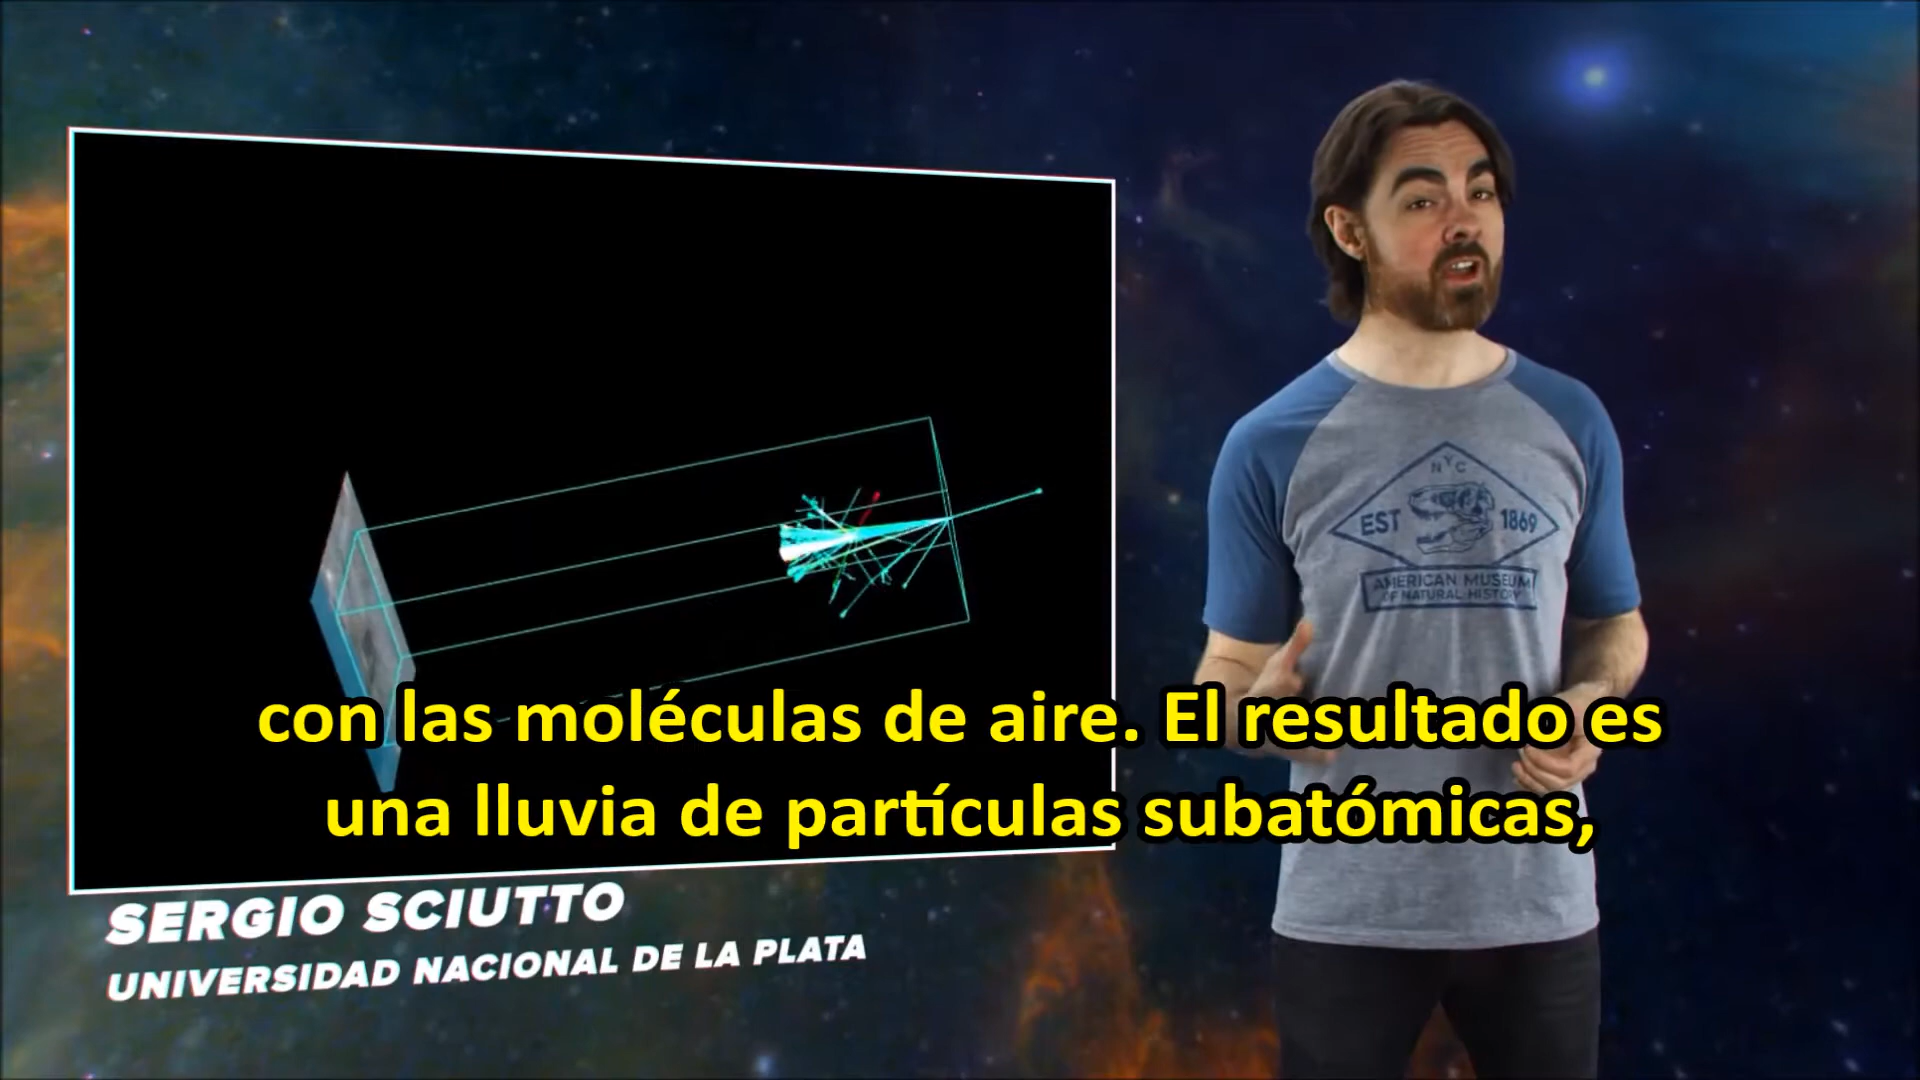 NYC
EST 1869
AMERICAN MUSEUM
OF NATURAL HISTORY
con las moléculas de aire. El resultado es
una lluvia de partículas subatómicas,
SERGIO SCIUTTO
UNIVERSIDAD NACIONAL DE LA PLATA